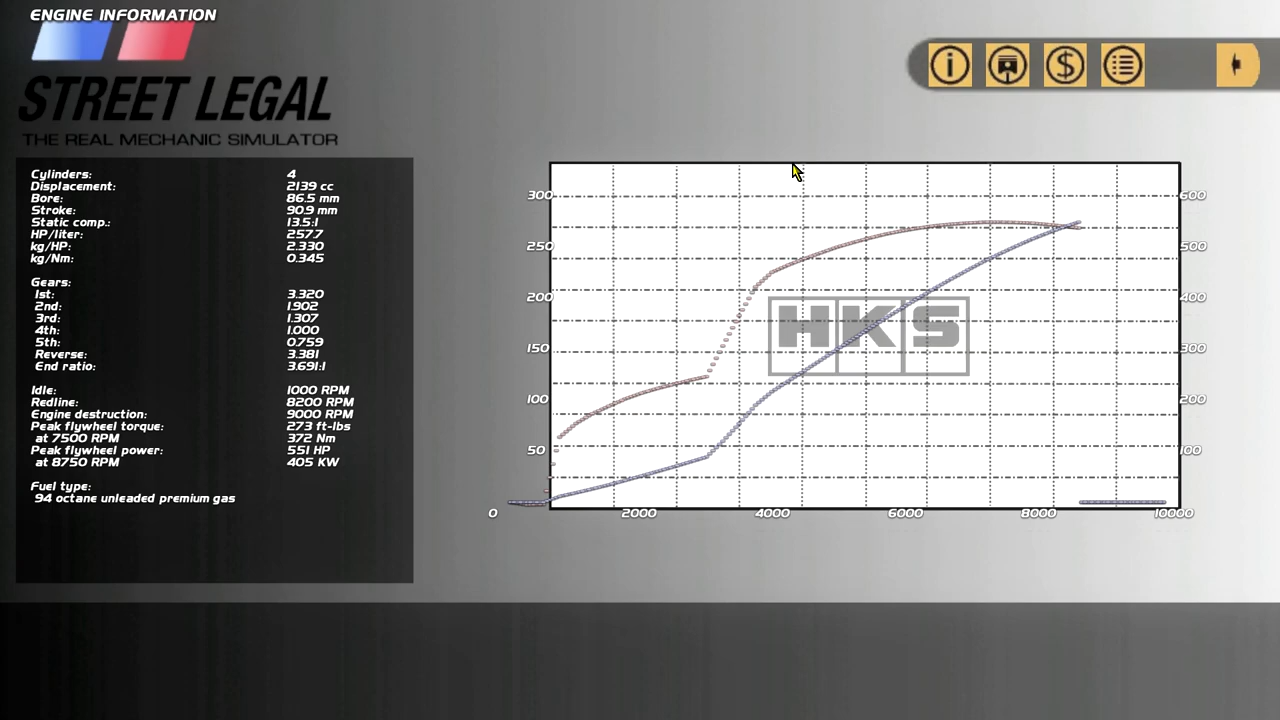 ENGINE INFORMATION
STREET LEGAL
THE REAL MECHANIC SIMULATOR
Cylinders: 4
Displacement: 2139 cc
Bore: 86.5 mm
Stroke: 90.9 mm
Static comp.: 13.5:1
HP/liter: 257.7
kg/HP: 2.330
kg/Nm: 0.345
Gears:
1st: 3.320
2nd: 1.902
3rd: 1.307
4th: 1.000
5th: 0.759
Reverse: 3.381
End ratio: 3.691:1
Idle: 1000 RPM
Redline: 8200 RPM
Engine destruction: 9000 RPM
Peak flywheel torque: 273 ft-lbs
at 7500 RPM 372 Nm
Peak flywheel power: 551 HP
at 8750 RPM 405 KW
Fuel type:
94 octane unleaded premium gas
i $
300 600
250 500
HKS
200 400
150 300
100 200
50 100
0 2000 4000 6000 8000 10000